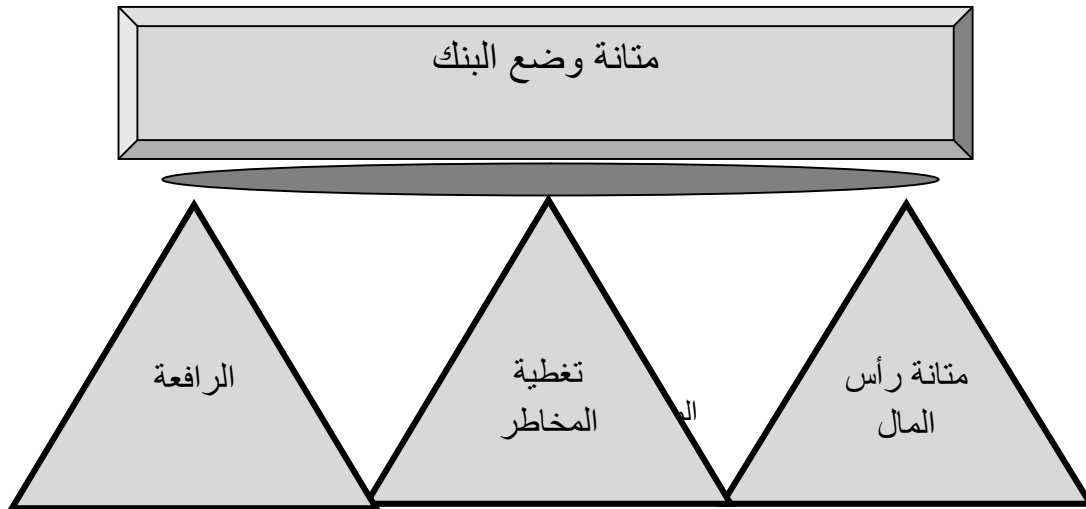 متانة وضع البنك
متانة رأس
المال
تغطية
المخاطر
الرافعة